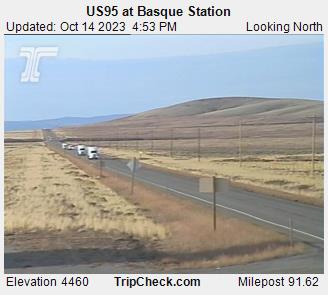 US95 at Basque Station
Updated: Oct 14 2023 4:53 PM Looking North
Elevation 4460 TripCheck.com Milepost 91.62